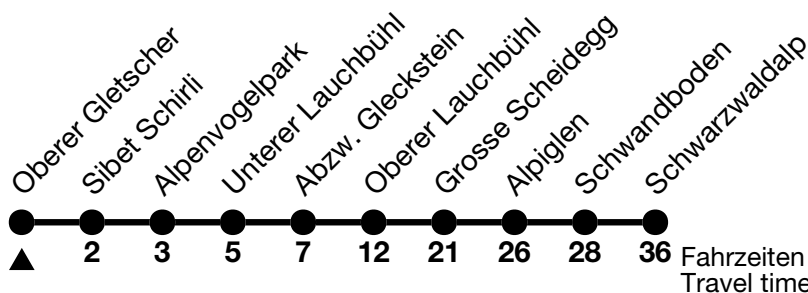 Oberer Gletscher
Sibet Schirli
Alpenvogelpark
Unterer Lauchbühl
Abzw. Gleckstein
Oberer Lauchbühl
Grosse Scheidegg
Alpiglen
Schwandboden
Schwarzwaldalp
2 3 5 7 12 21 26 28 36 Fahrzeiten
Travel time